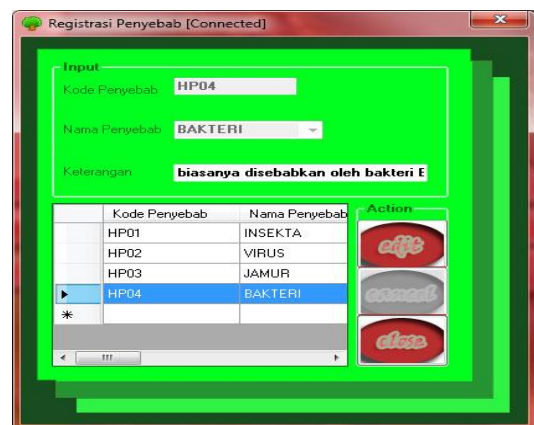 Registrasi Penyebab [Connected]
Input
Kode Penyebab HP04
Nama Penyebab BAKTERI
Keterangan biasanya disebabkan oleh bakteri E
Kode Penyebab Nama Penyebab
HP01 INSEKTA
HP02 VIRUS
HP03 JAMUR
HP04 BAKTERI
Action
cancel
close